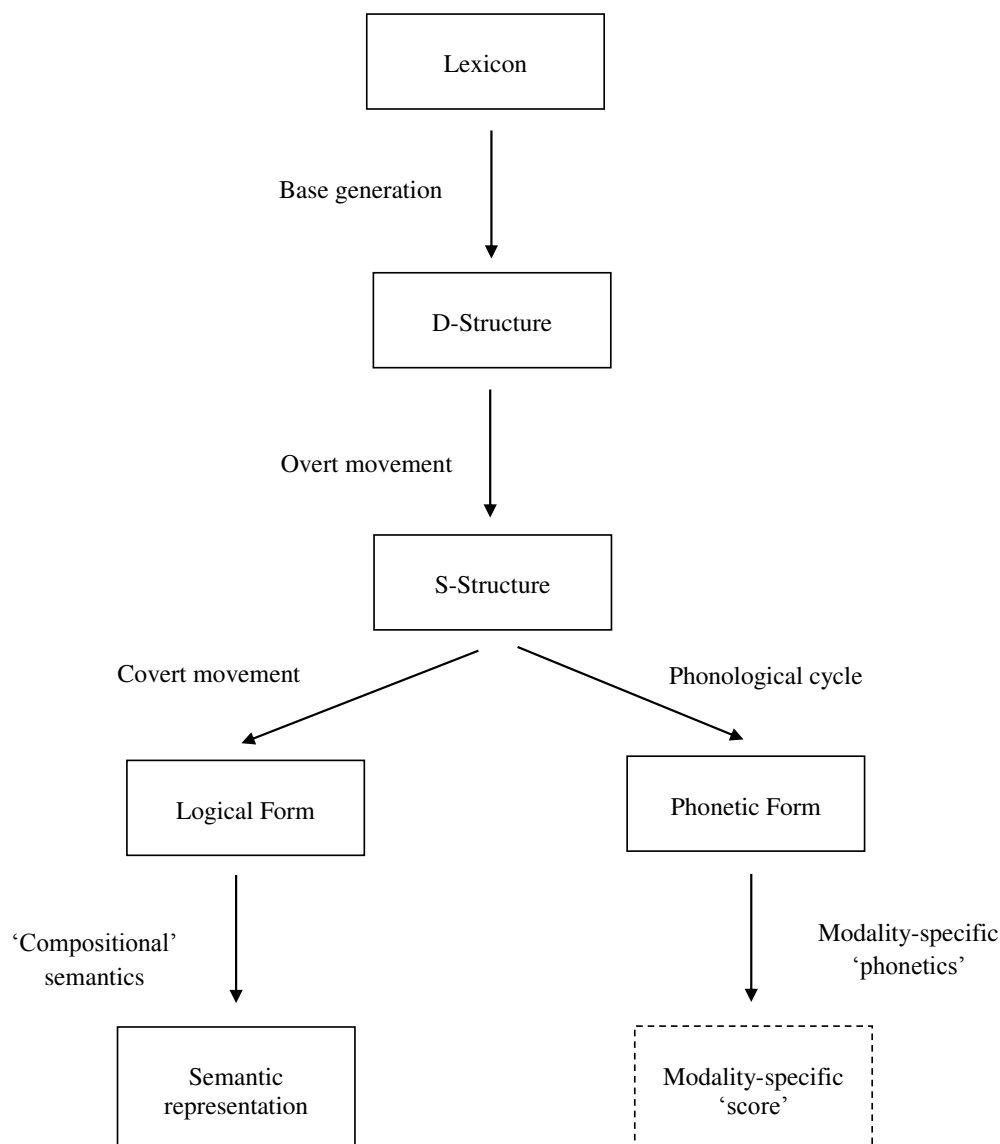 Lexicon
Base generation
D-Structure
Overt movement
S-Structure
Covert movement
Phonological cycle
Logical Form
Phonetic Form
‘Compositional’
semantics
Modality-specific
‘phonetics’
Semantic
representation
Modality-specific
‘score’